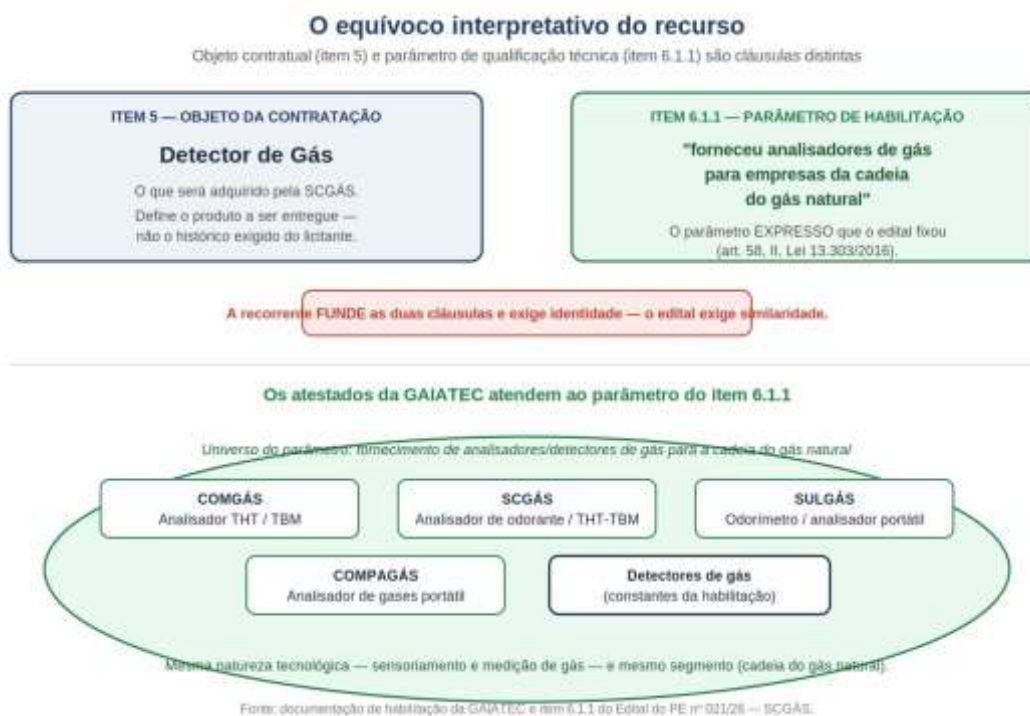 O equívoco interpretativo do recurso
Objeto contratual (item 5) e parâmetro de qualificação técnica (item 6.1.1) são cláusulas distintas
ITEM 5 — OBJETO DA CONTRATAÇÃO
Detector de Gás
O que será adquirido pela SCGÁS.
Define o produto a ser entregue —
não o histórico exigido do licitante.
ITEM 6.1.1 — PARÂMETRO DE HABILITAÇÃO
"forneceu analisadores de gás
para empresas da cadeia
do gás natural"
O parâmetro EXPRESSO que o edital fixou
(art. 58, II, Lei 13.303/2016).
A recorrente FUNDE as duas cláusulas e exige identidade — o edital exige similaridade.
Os atestados da GAIATEC atendem ao parâmetro do item 6.1.1
Universo do parâmetro: fornecimento de analisadores/detectores de gás para a cadeia do gás natural
COMGÁS
Analisador THT / TBM
SCGÁS
Analisador de odorante / THT-TBM
SULGÁS
Odorímetro / analisador portátil
COMPAGÁS
Analisador de gases portátil
Detectores de gás
(constantes da habilitação)
Mesma natureza tecnológica — sensoriamento e medição de gás — e mesmo segmento (cadeia do gás natural).
Fonte: documentação de habilitação da GAIATEC e item 6.1.1 do Edital do PE nº 021/26 — SCGÁS.